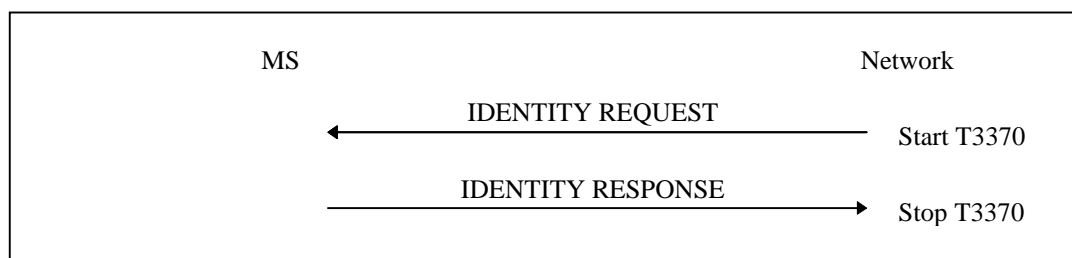 MS Network
IDENTITY REQUEST
Start T3370
IDENTITY RESPONSE
Stop T3370